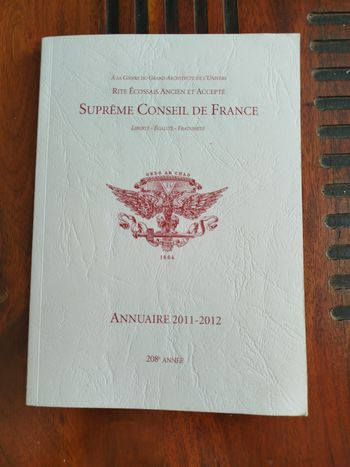 À LA GLOIRE DU GRAND ARCHITECTE DE L'UNIVERS
RITE ÉCOSSAIS ANCIEN ET ACCEPTÉ
SUPRÊME CONSEIL DE FRANCE
LIBERTÉ - ÉGALITÉ - FRATERNITÉ
ORDO AB CHAO
1804
ANNUAIRE 2011-2012
208e ANNÉE